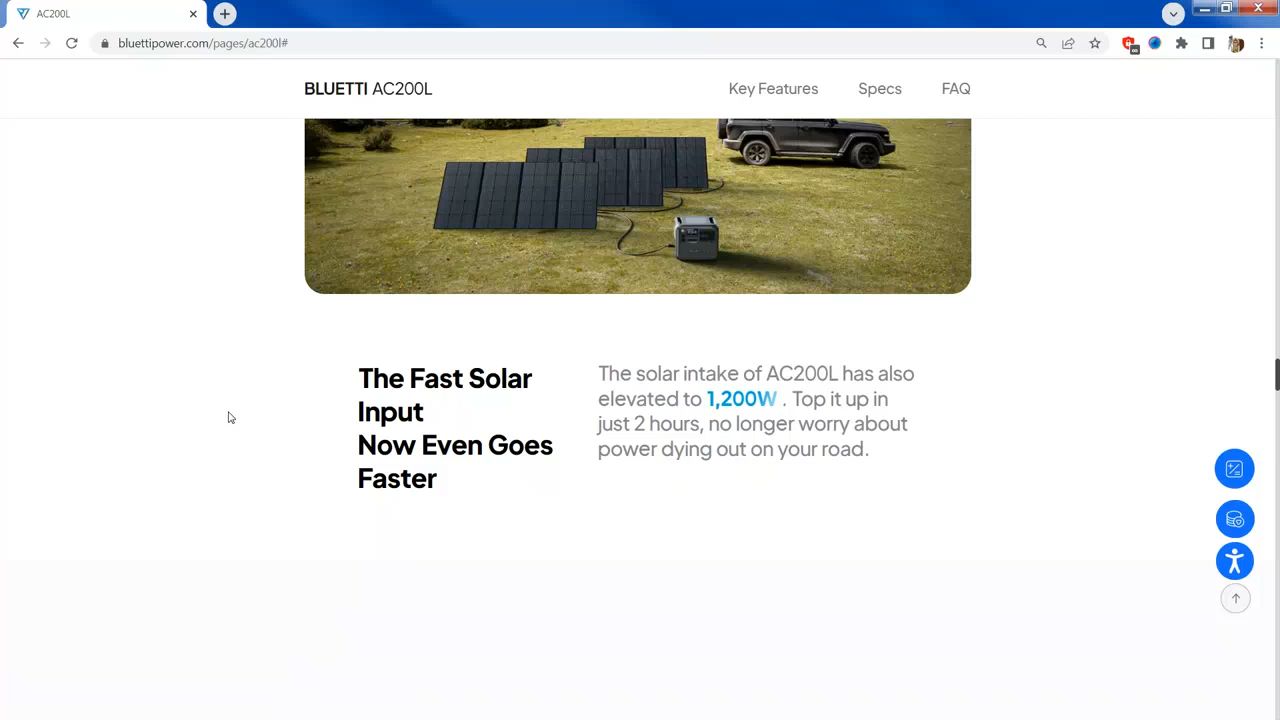 AC200L
bluettipower.com/pages/ac200l#
BLUETTI AC200L
Key Features
Specs
FAQ
The Fast Solar
Input
Now Even Goes
Faster
The solar intake of AC200L has also
elevated to 1,200W . Top it up in
just 2 hours, no longer worry about
power dying out on your road.